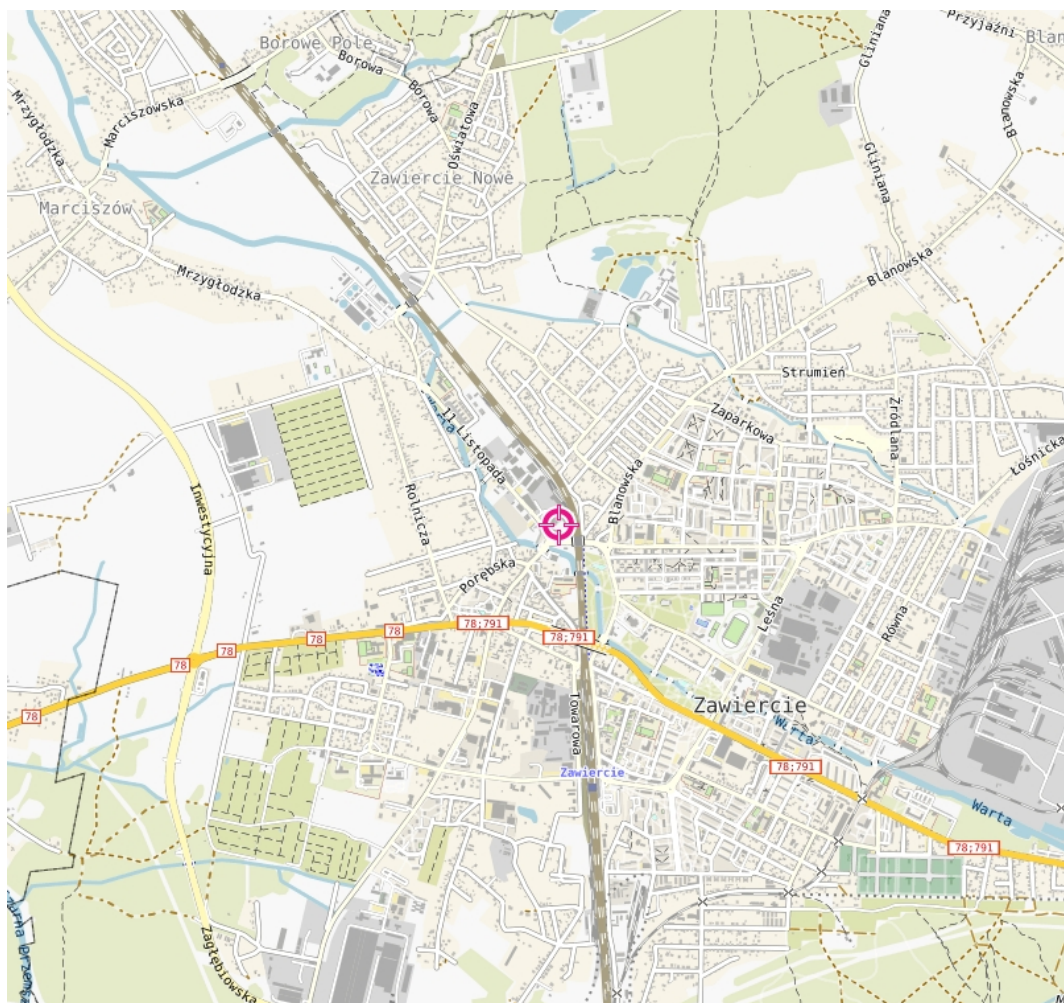 Przyjaźni
Blan
Borowe Pole
Borowa
Gliniana
Mrzygłodzka
Marciszowska
Borowa
Oświatowa
Blanowska
Gliniana
Zawiercie Nowe
Marciszów
Mrzygłodzka
Blanowska
Strumień
Warta
11 Listopada
Zaparkowa
Źródlana
Łośnicka
Inwestycyjna
Rolnicza
Blanowska
Porębska
Leśna
Równa
78;791
78
78
78;791
78
78
78
Towarowa
Zawiercie
Warta
Zawiercie
78;791
Warta
78;791
Zagłębiowska